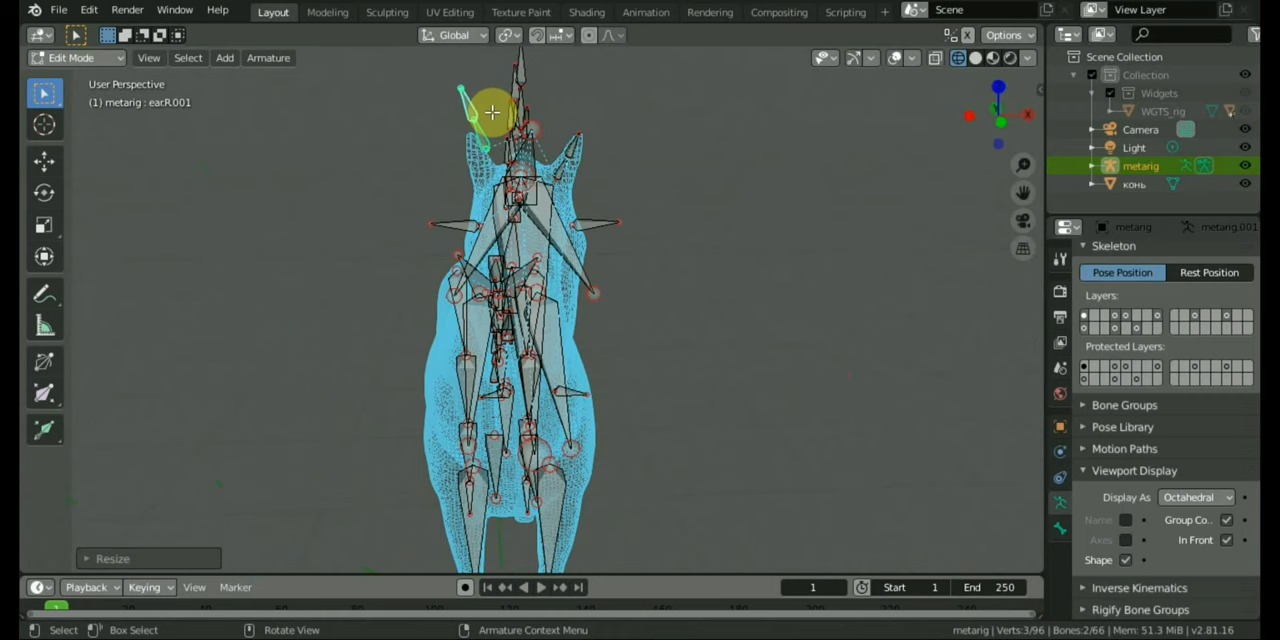 File Edit Render Window Help Layout Modeling Sculpting UV Editing Texture Paint Shading Animation Rendering Compositing Scripting + Scene View Layer
Global Options
Edit Mode View Select Add Armature
User Perspective
(1) metarig : ear.R.001
Scene Collection
Collection
Widgets
WGTS_rig
Camera
Light
metarig
конь
metarig metarig.001
Skeleton
Pose Position Rest Position
Layers:
Protected Layers:
Bone Groups
Pose Library
Motion Paths
Viewport Display
Display As Octahedral
Name Group Co..
Axes In Front
Shape
Inverse Kinematics
Rigify Bone Groups
Resize
Playback Keying View Marker 1 Start 1 End 250
Select Box Select Rotate View Armature Context Menu metarig | Verts:3/96 | Bones:2/66 | Mem: 51.3 MiB | v2.81.16